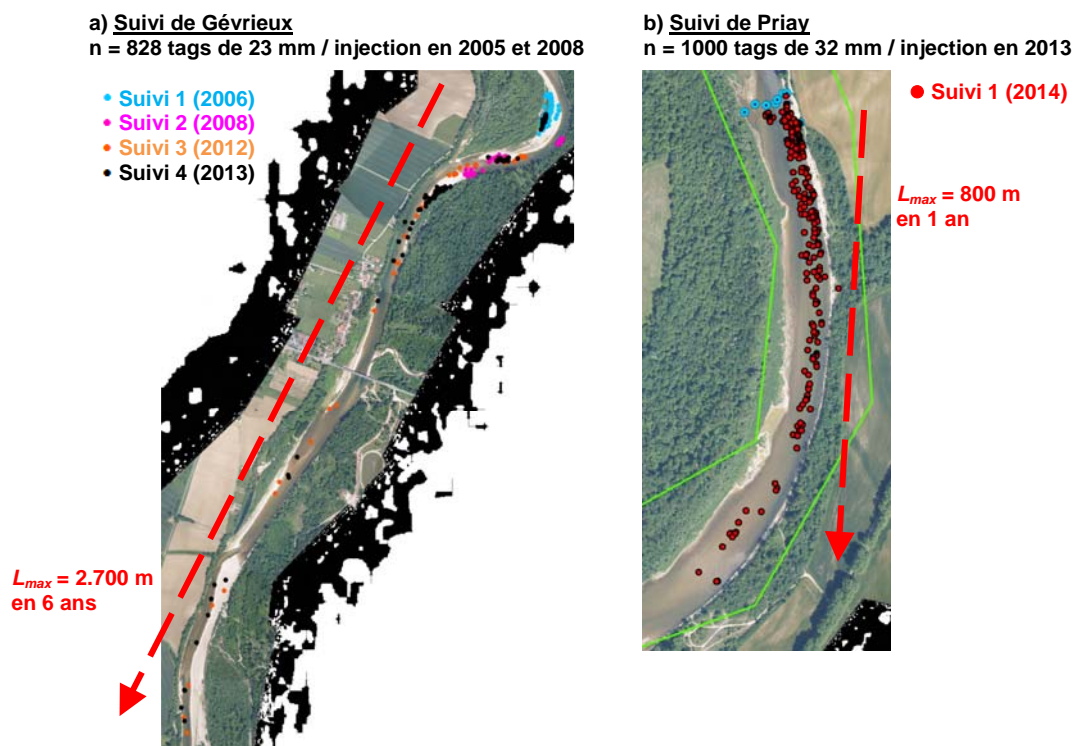 a) Suivi de Gévrieux
n = 828 tags de 23 mm / injection en 2005 et 2008
Suivi 1 (2006)
Suivi 2 (2008)
Suivi 3 (2012)
Suivi 4 (2013)
Lmax = 2.700 m
en 6 ans
b) Suivi de Priay
n = 1000 tags de 32 mm / injection en 2013
Suivi 1 (2014)
Lmax = 800 m
en 1 an